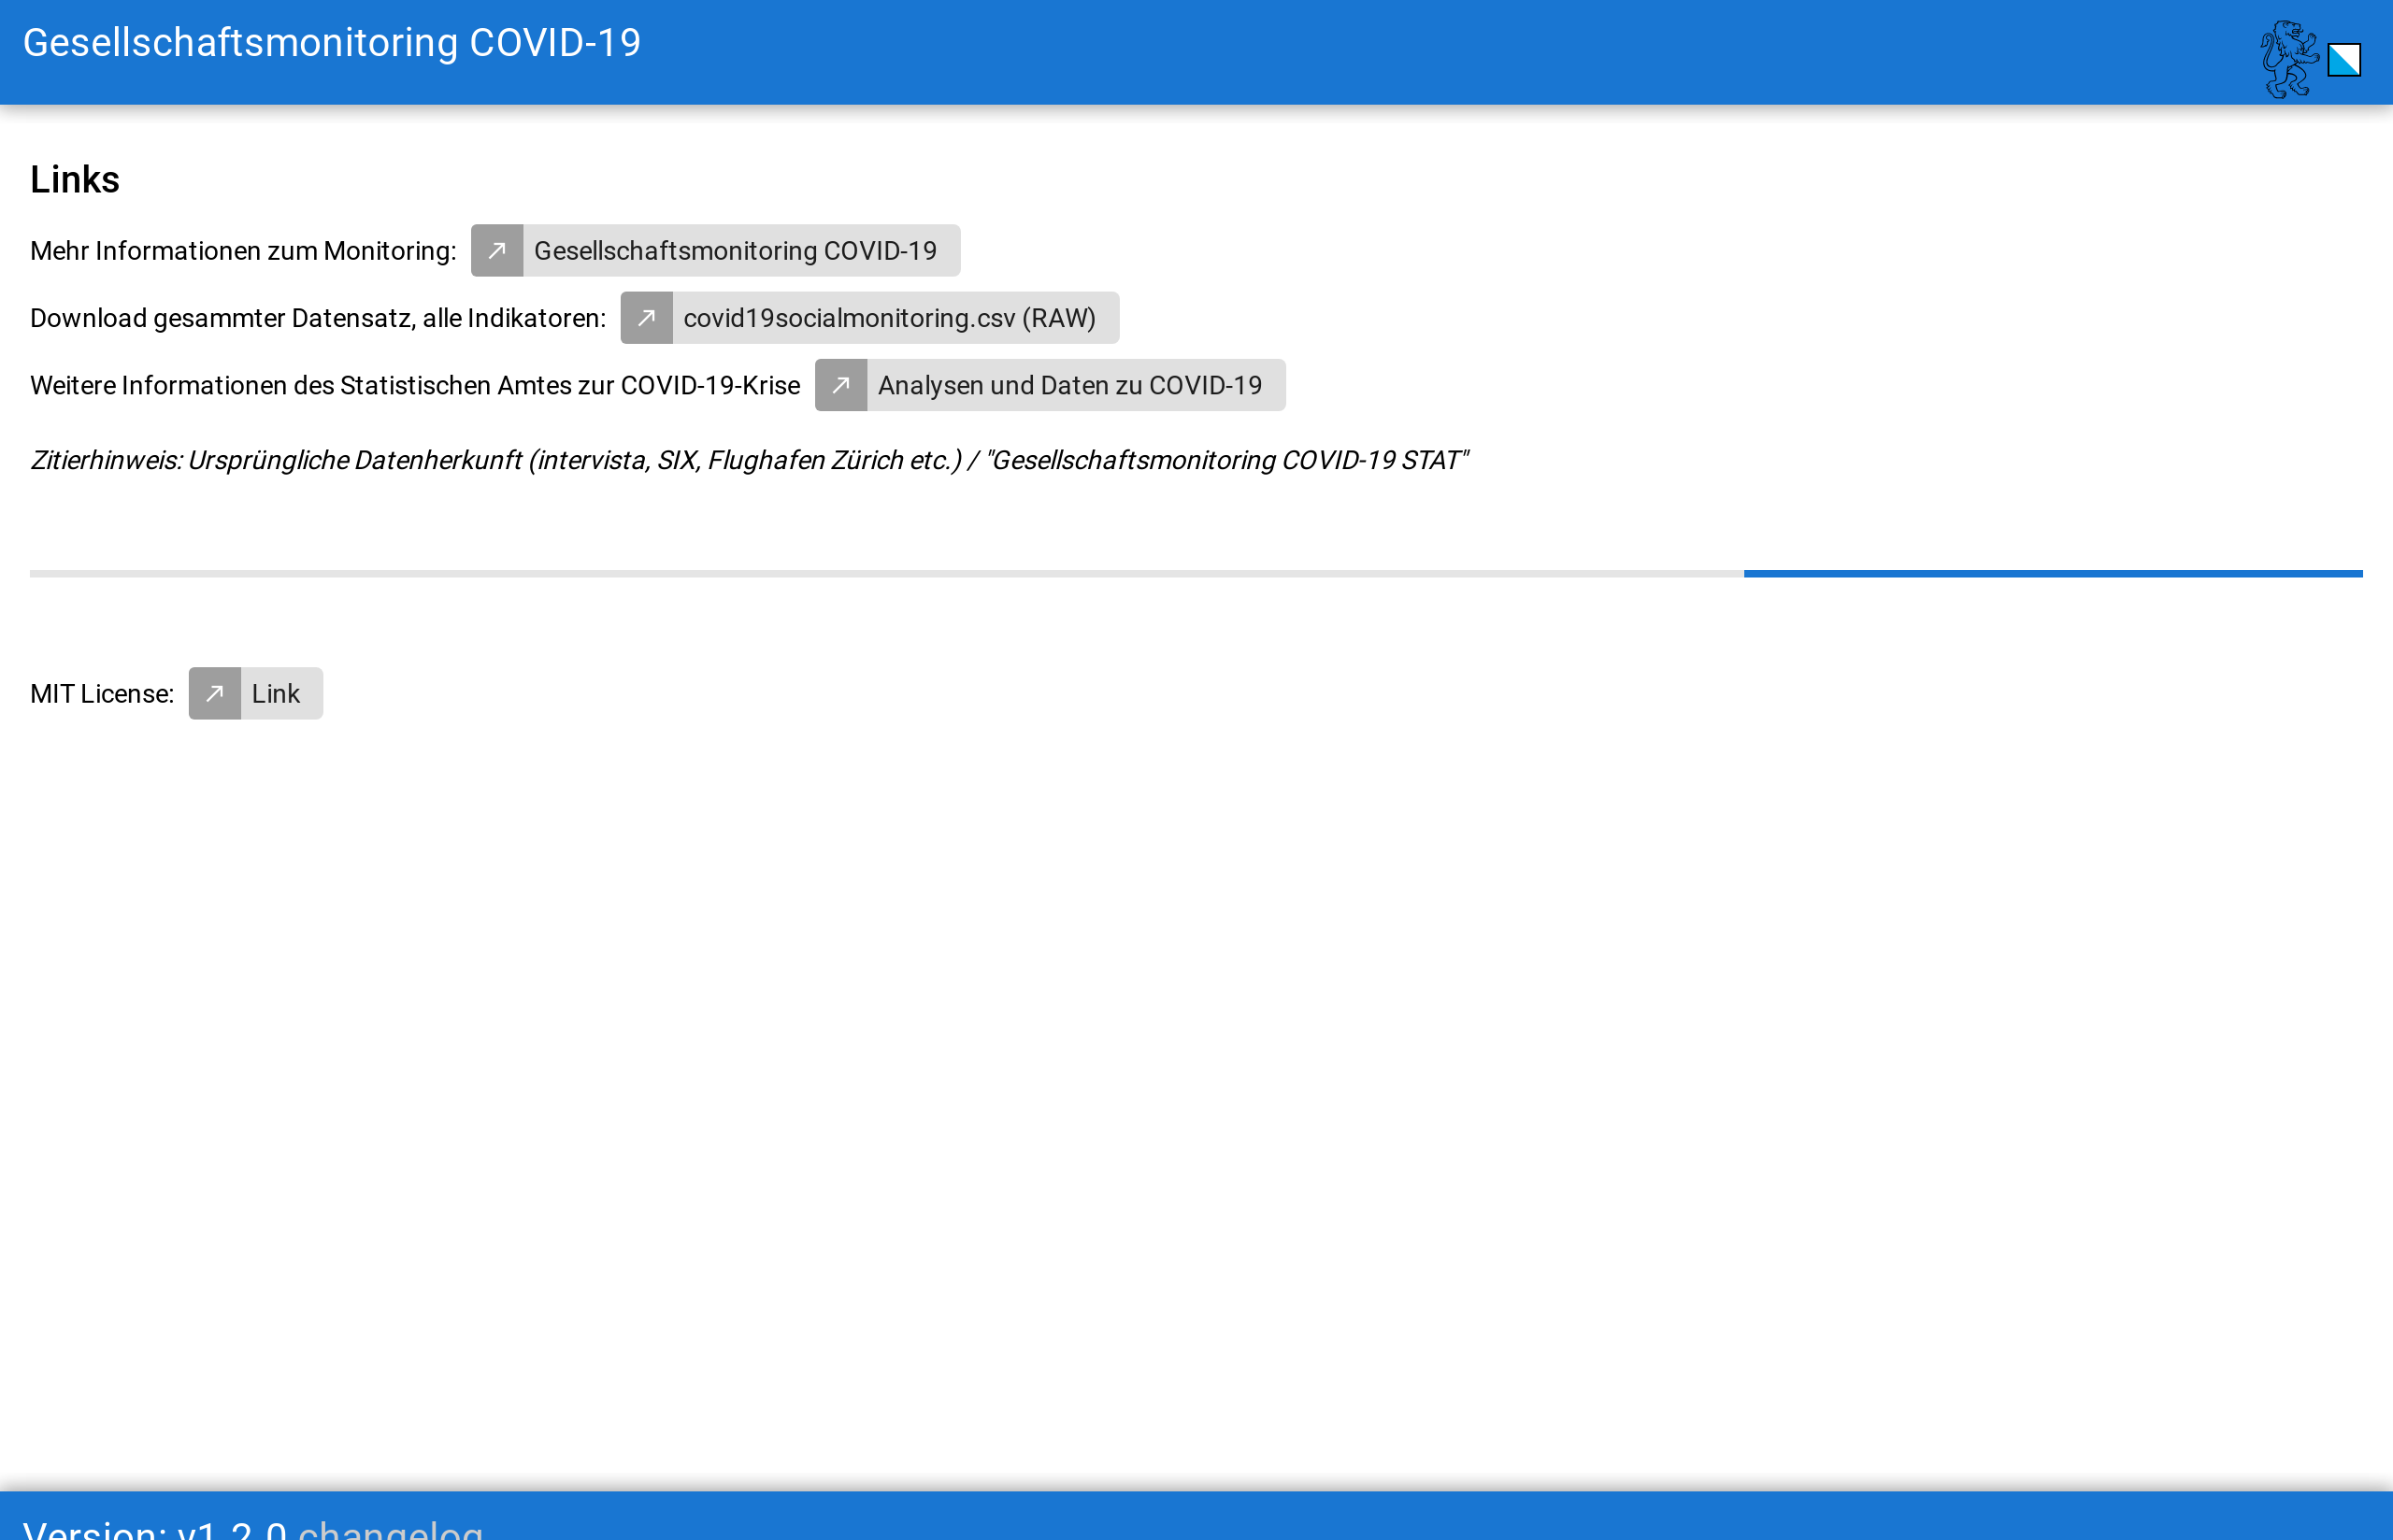 Gesellschaftsmonitoring COVID-19
Links
Mehr Informationen zum Monitoring: Gesellschaftsmonitoring COVID-19
Download gesammter Datensatz, alle Indikatoren: covid19socialmonitoring.csv (RAW)
Weitere Informationen des Statistischen Amtes zur COVID-19-Krise Analysen und Daten zu COVID-19
Zitierhinweis: Ursprüngliche Datenherkunft (intervista, SIX, Flughafen Zürich etc.) / "Gesellschaftsmonitoring COVID-19 STAT"
MIT License: Link
Version: v1.2.0 changelog